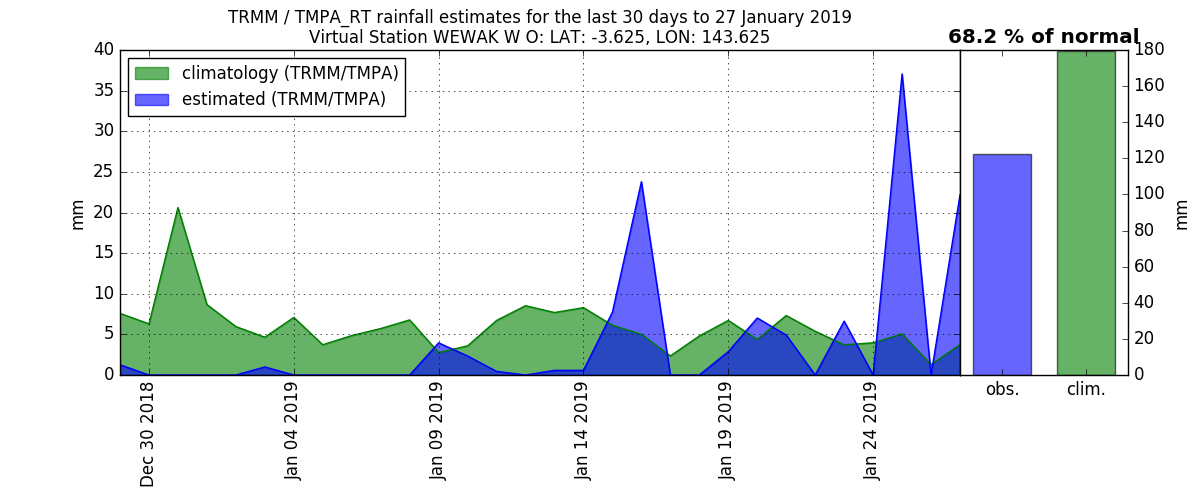 TRMM / TMPA_RT rainfall estimates for the last 30 days to 27 January 2019
Virtual Station WEWAK W O: LAT: -3.625, LON: 143.625
68.2 % of normal
climatology (TRMM/TMPA)
estimated (TRMM/TMPA)
40
35
30
25
20
15
10
5
0
mm
Dec 30 2018
Jan 04 2019
Jan 09 2019
Jan 14 2019
Jan 19 2019
Jan 24 2019
obs.
clim.
180
160
140
120
100
80
60
40
20
0
mm